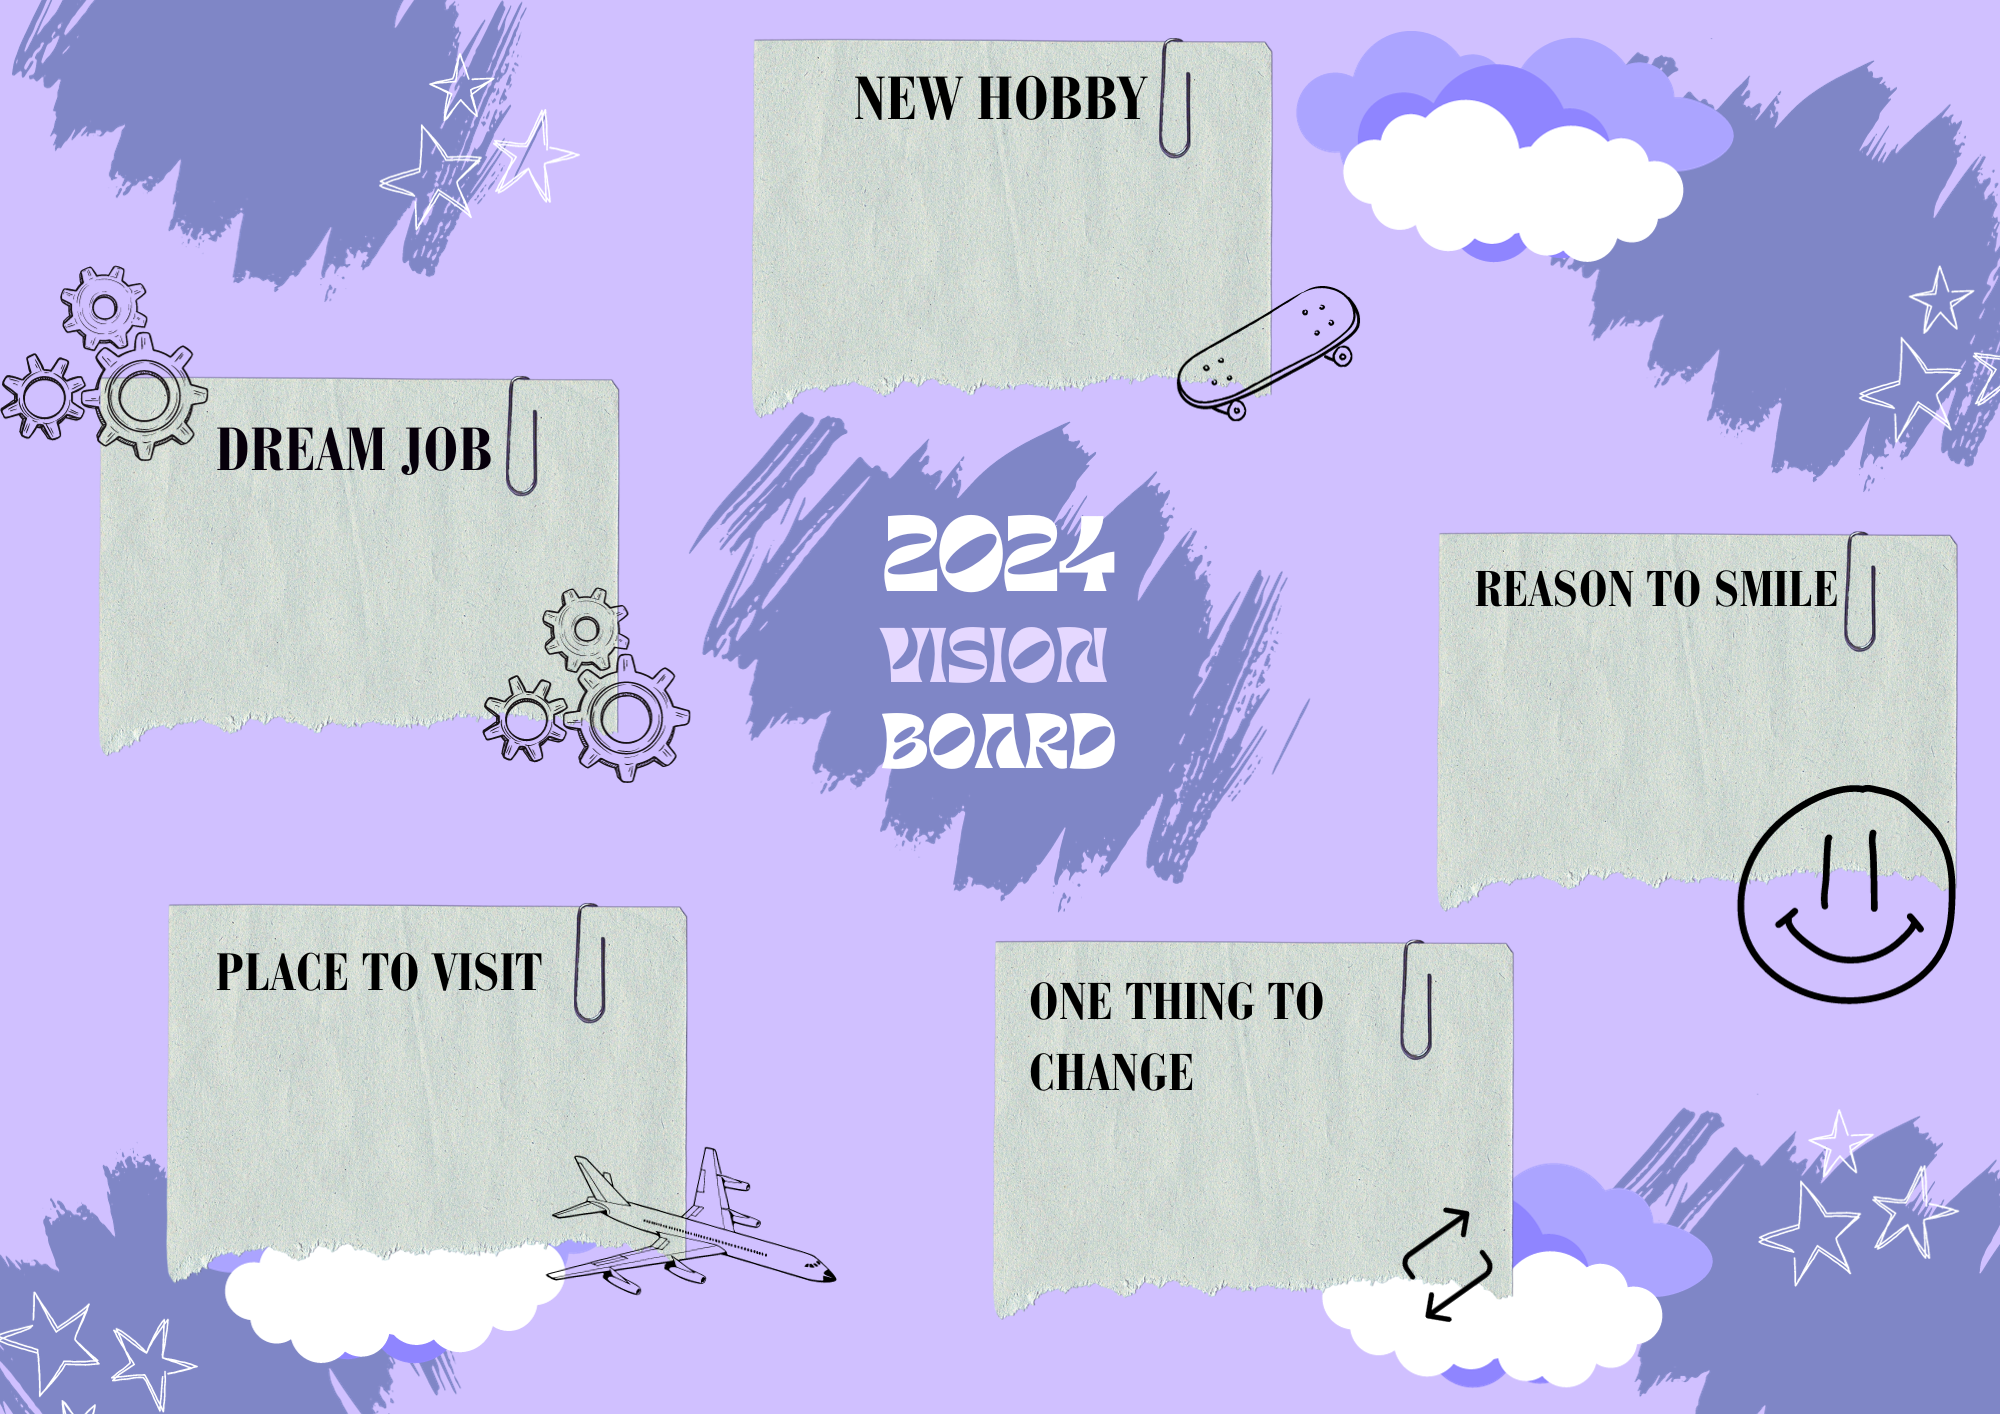 NEW HOBBY
DREAM JOB
2024
VISION
BOARD
REASON TO SMILE
PLACE TO VISIT
ONE THING TO
CHANGE